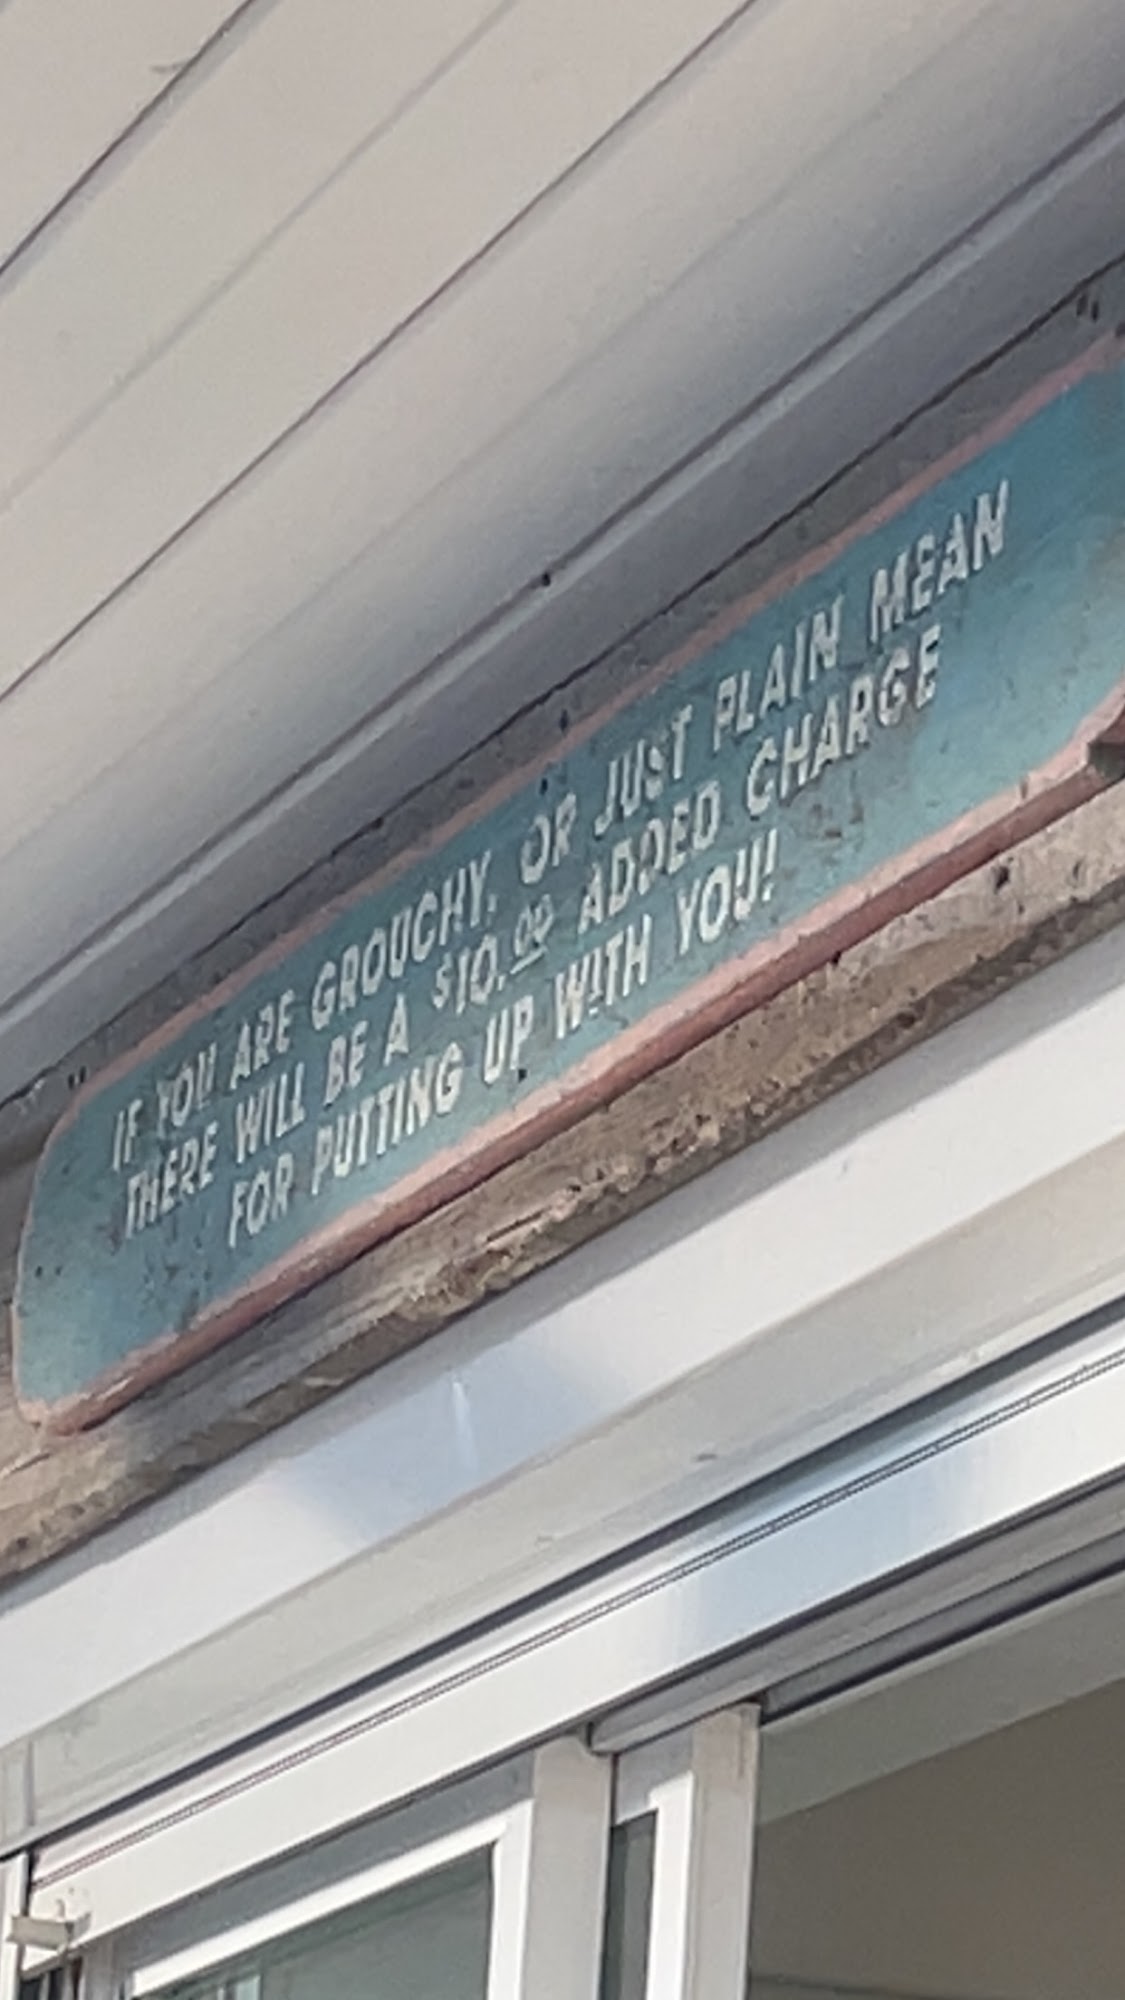 IF YOU ARE GROUCHY, OR JUST PLAIN MEAN
THERE WILL BE A $10.00 ADDED CHARGE
FOR PUTTING UP WITH YOU!